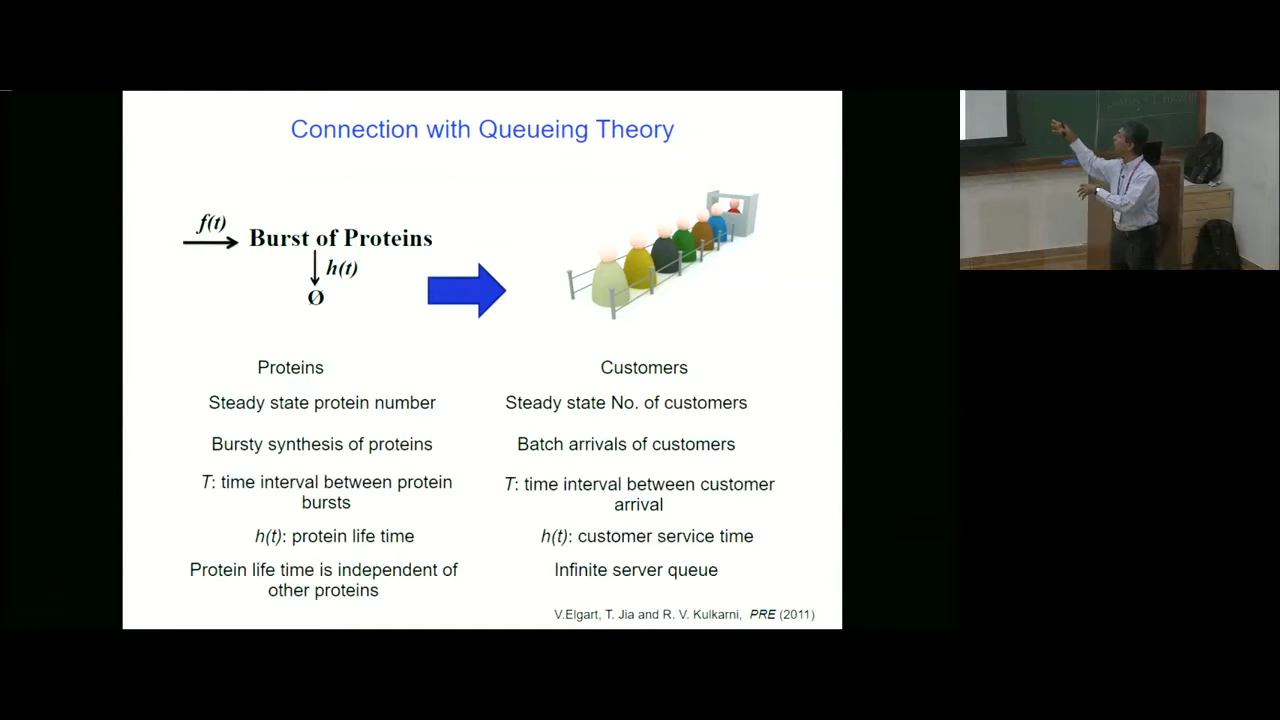 Connection with Queueing Theory
f(t)
Burst of Proteins
h(t)
Ø
Proteins
Customers
Steady state protein number
Steady state No. of customers
Bursty synthesis of proteins
Batch arrivals of customers
T: time interval between protein
bursts
T: time interval between customer
arrival
h(t): protein life time
h(t): customer service time
Protein life time is independent of
other proteins
Infinite server queue
V.Elgart, T. Jia and R. V. Kulkarni, PRE (2011)